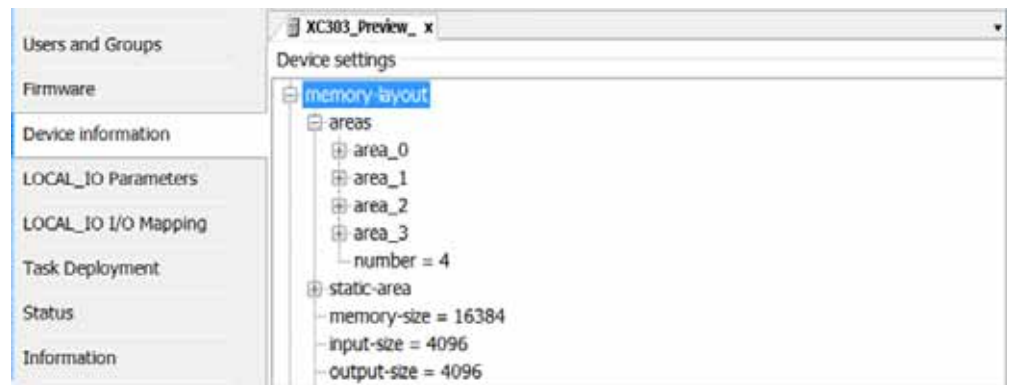 Users and Groups
Firmware
Device information
LOCAL_IO Parameters
LOCAL_IO I/O Mapping
Task Deployment
Status
Information
XC303_Preview_ x
Device settings
memory-layout
areas
area_0
area_1
area_2
area_3
number = 4
static-area
memory-size = 16384
input-size = 4096
output-size = 4096